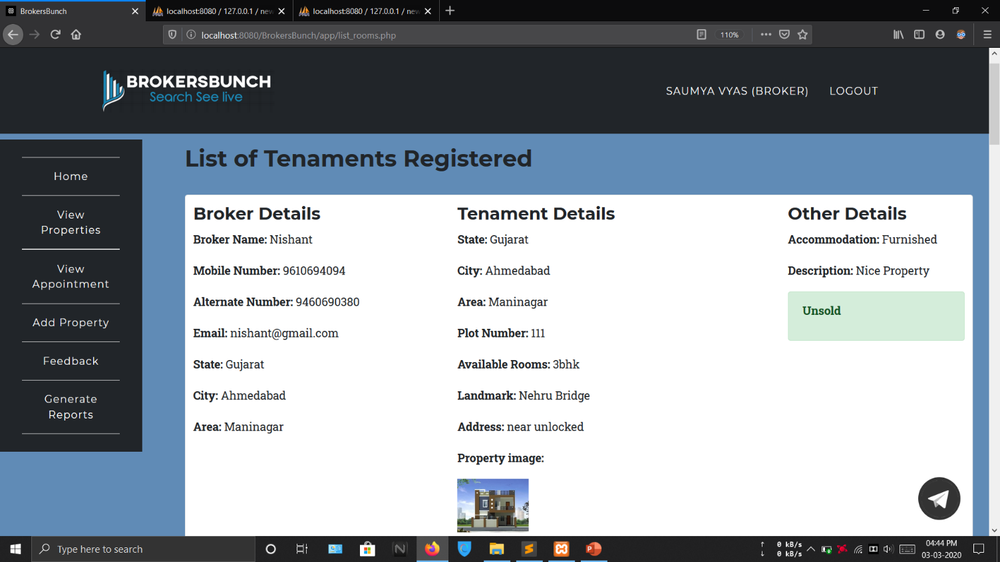 BrokersBunch
localhost:8080 / 127.0.0.1 / new
localhost:8080 / 127.0.0.1 / new
localhost:8080/BrokersBunch/app/list_rooms.php
110%
BROKERSBUNCH
Search See live
SAUMYA VYAS (BROKER)
LOGOUT
Home
View
Properties
View
Appointment
Add Property
Feedback
Generate
Reports
List of Tenaments Registered
Broker Details
Broker Name: Nishant
Mobile Number: 9610694094
Alternate Number: 9460690380
Email: nishant@gmail.com
State: Gujarat
City: Ahmedabad
Area: Maninagar
Tenament Details
State: Gujarat
City: Ahmedabad
Area: Maninagar
Plot Number: 111
Available Rooms: 3bhk
Landmark: Nehru Bridge
Address: near unlocked
Property image:
Other Details
Accommodation: Furnished
Description: Nice Property
Unsold
Type here to search
0 kB/s
0 kB/s
04:44 PM
03-03-2020